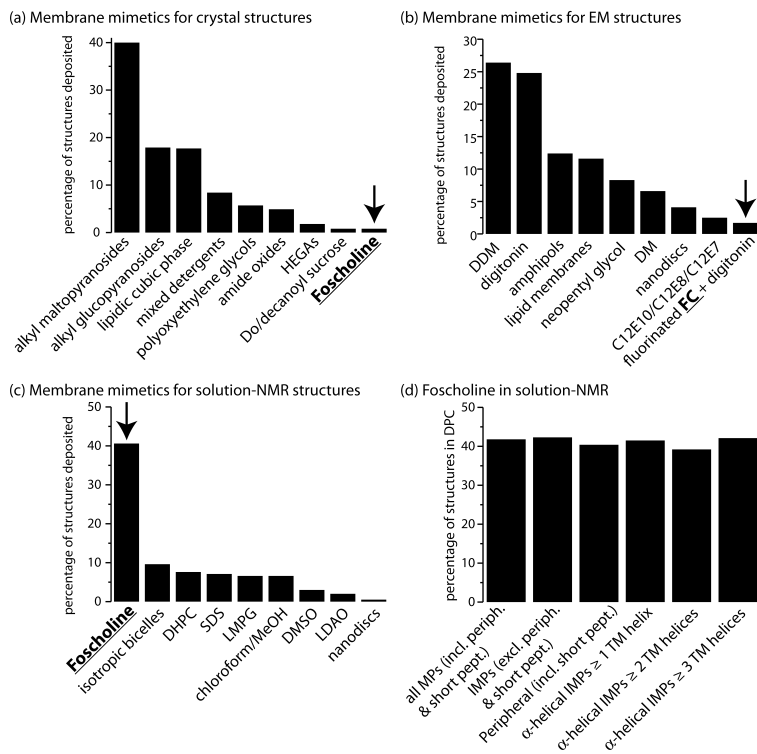 (a) Membrane mimetics for crystal structures
percentage of structures deposited
40
30
20
10
0
alkyl maltopyranosides
alkyl glucopyranosides
lipidic cubic phase
mixed detergents
polyoxyethylene glycols
amide oxides
HEGAs
Do/decanoyl sucrose
Foscholine
(b) Membrane mimetics for EM structures
percentage of structures deposited
30
25
20
15
10
5
0
DDM
digitonin
amphipols
lipid membranes
neopentyl glycol
DM
nanodiscs
C12E10/C12E8/C12E7
fluorinated FC + digitonin
(c) Membrane mimetics for solution-NMR structures
percentage of structures deposited
50
40
30
20
10
0
Foscholine
isotropic bicelles
DHPC
SDS
LMPG
chloroform/MeOH
DMSO
LDAO
nanodiscs
(d) Foscholine in solution-NMR
percentage of structures in DPC
50
40
30
20
10
0
all MPs (incl. periph.
& short pept.)
IMPs (excl. periph.
& short pept.)
Peripheral (incl. short pept.)
α-helical IMPs ≥ 1 TM helix
α-helical IMPs ≥ 2 TM helices
α-helical IMPs ≥ 3 TM helices